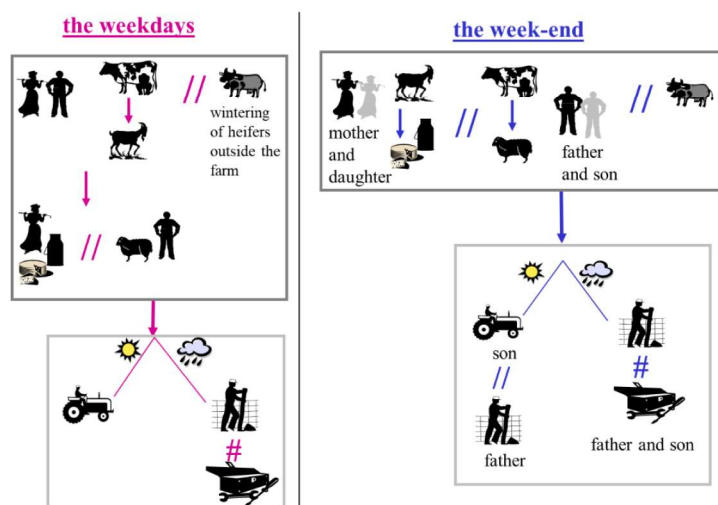 the weekdays
//
wintering
of heifers
outside the
farm
//
#
the week-end
//
//
mother
and
daughter
father
and son
son
//
father
#
father and son